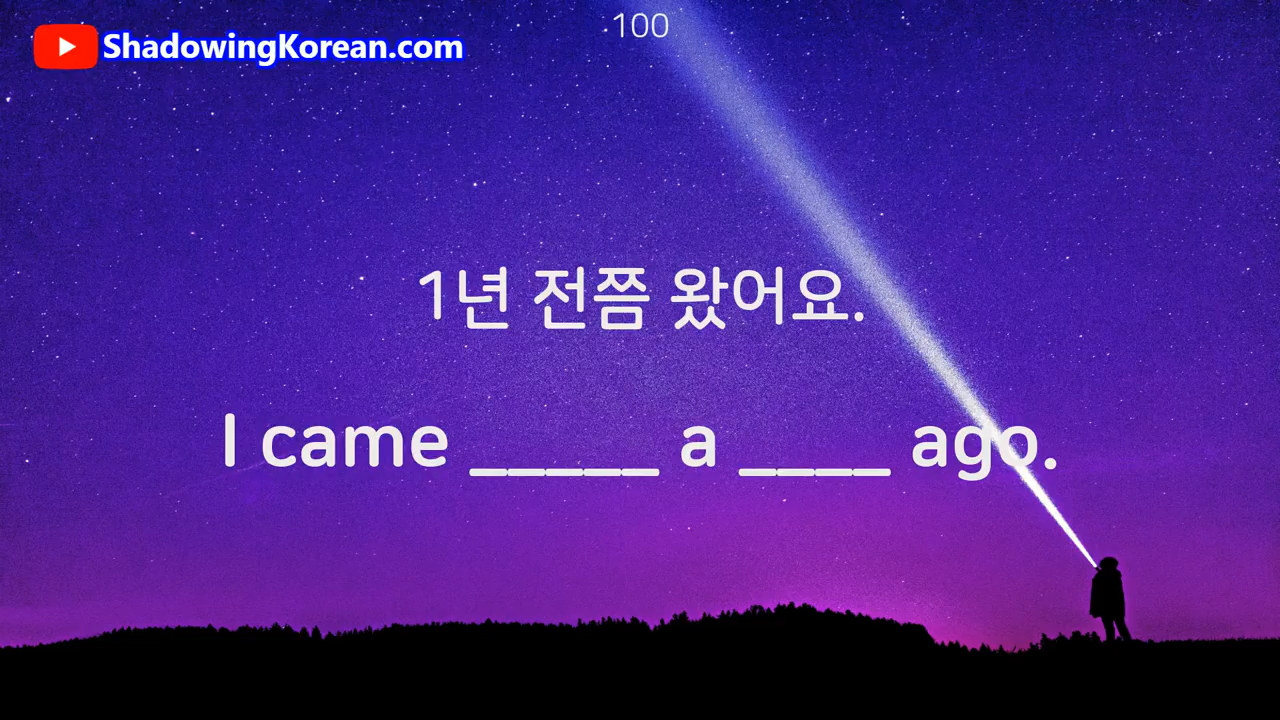 100
ShadowingKorean.com
1년 전쯤 왔어요.
I came _____ a ____ ago.